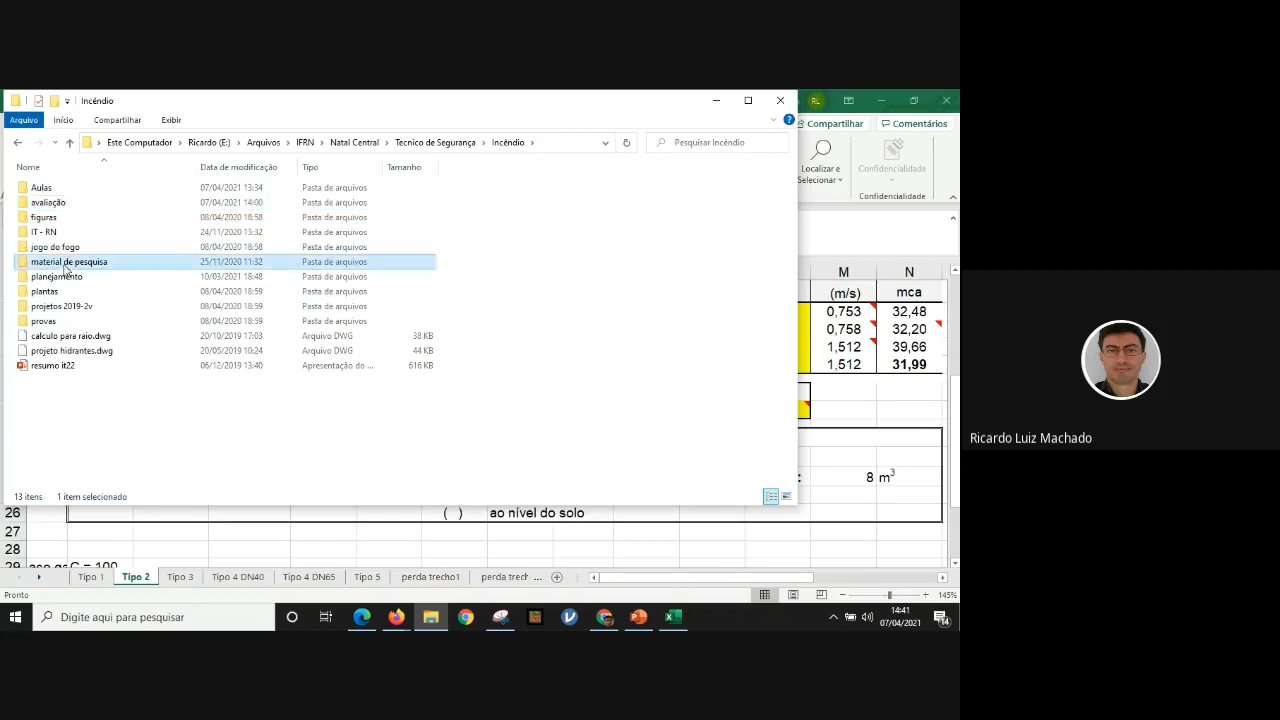 Incêndio
Arquivo Início Compartilhar Exibir
Este Computador Ricardo (E:) Arquivos IFRN Natal Central Tecnico de Segurança Incêndio
Pesquisar Incêndio
Nome Data de modificação Tipo Tamanho
Aulas 07/04/2021 13:34 Pasta de arquivos
avaliação 07/04/2021 14:00 Pasta de arquivos
figuras 08/04/2020 18:58 Pasta de arquivos
IT - RN 24/11/2020 13:32 Pasta de arquivos
jogo do fogo 08/04/2020 18:58 Pasta de arquivos
material de pesquisa 25/11/2020 11:32 Pasta de arquivos
planejamento 10/03/2021 18:48 Pasta de arquivos
plantas 08/04/2020 18:59 Pasta de arquivos
projetos 2019-2v 08/04/2020 18:59 Pasta de arquivos
provas 08/04/2020 18:59 Pasta de arquivos
calculo para raio.dwg 20/10/2019 17:03 Arquivo DWG 38 KB
projeto hidrantes.dwg 20/05/2019 10:24 Arquivo DWG 44 KB
resumo it22 06/12/2019 13:40 Apresentação do ... 616 KB
13 itens 1 item selecionado
RL
Compartilhar Comentários
Localizar e Selecionar
Confidencialidade
Confidencialidade
M N
(m/s) mca
0,753 32,48
0,758 32,20
1,512 39,66
1,512 31,99
: 8 m³
26 ( ) ao nível do solo
27
28
29 C = 100
Tipo 1 Tipo 2 Tipo 3 Tipo 4 DN40 Tipo 4 DN65 Tipo 5 perda trecho1 perda trech ...
Pronto 145%
Digite aqui para pesquisar
14:41
07/04/2021
14
Ricardo Luiz Machado